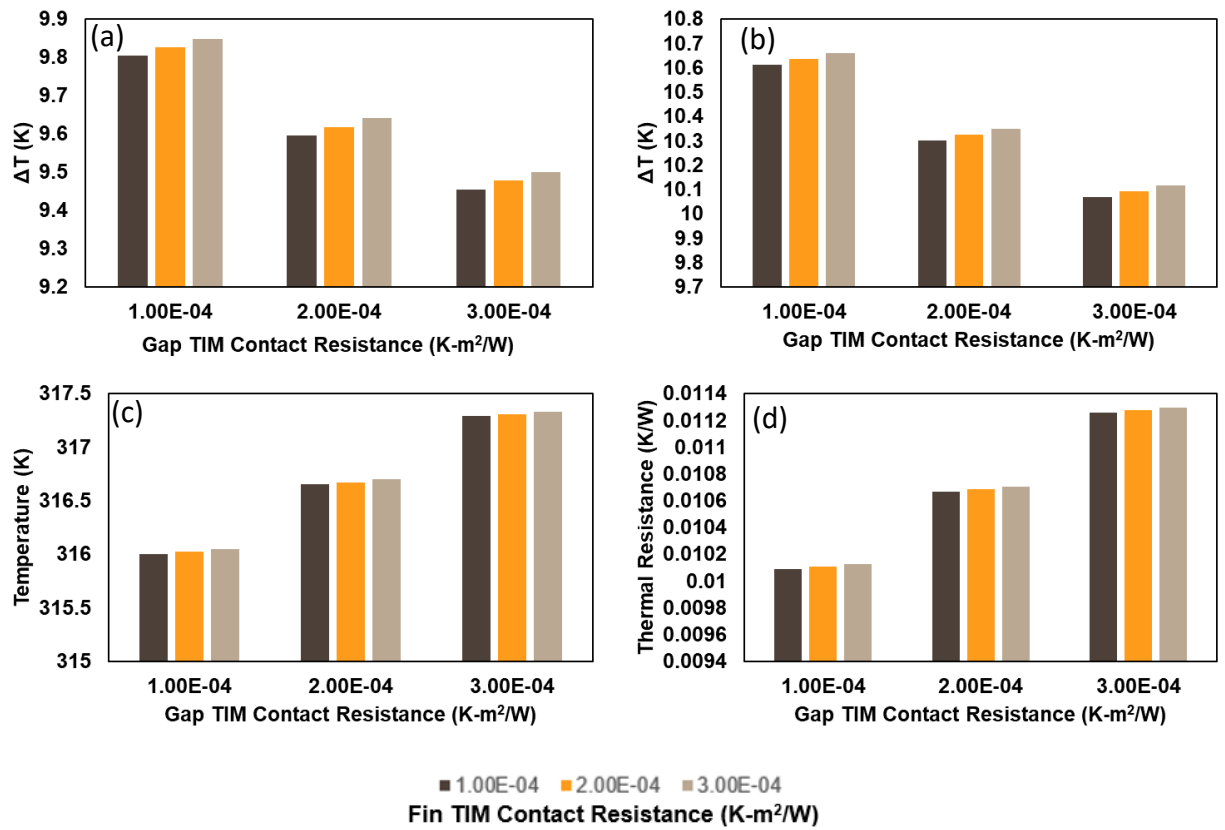 (a)
ΔT (K)
9.9
9.8
9.7
9.6
9.5
9.4
9.3
9.2
1.00E-04 2.00E-04 3.00E-04
Gap TIM Contact Resistance (K-m²/W)
(b)
ΔT (K)
10.8
10.7
10.6
10.5
10.4
10.3
10.2
10.1
10
9.9
9.8
9.7
1.00E-04 2.00E-04 3.00E-04
Gap TIM Contact Resistance (K-m²/W)
(c)
Temperature (K)
317.5
317
316.5
316
315.5
315
1.00E-04 2.00E-04 3.00E-04
Gap TIM Contact Resistance (K-m²/W)
(d)
Thermal Resistance (K/W)
0.0114
0.0112
0.011
0.0108
0.0106
0.0104
0.0102
0.01
0.0098
0.0096
0.0094
1.00E-04 2.00E-04 3.00E-04
Gap TIM Contact Resistance (K-m²/W)
1.00E-04 2.00E-04 3.00E-04
Fin TIM Contact Resistance (K-m²/W)